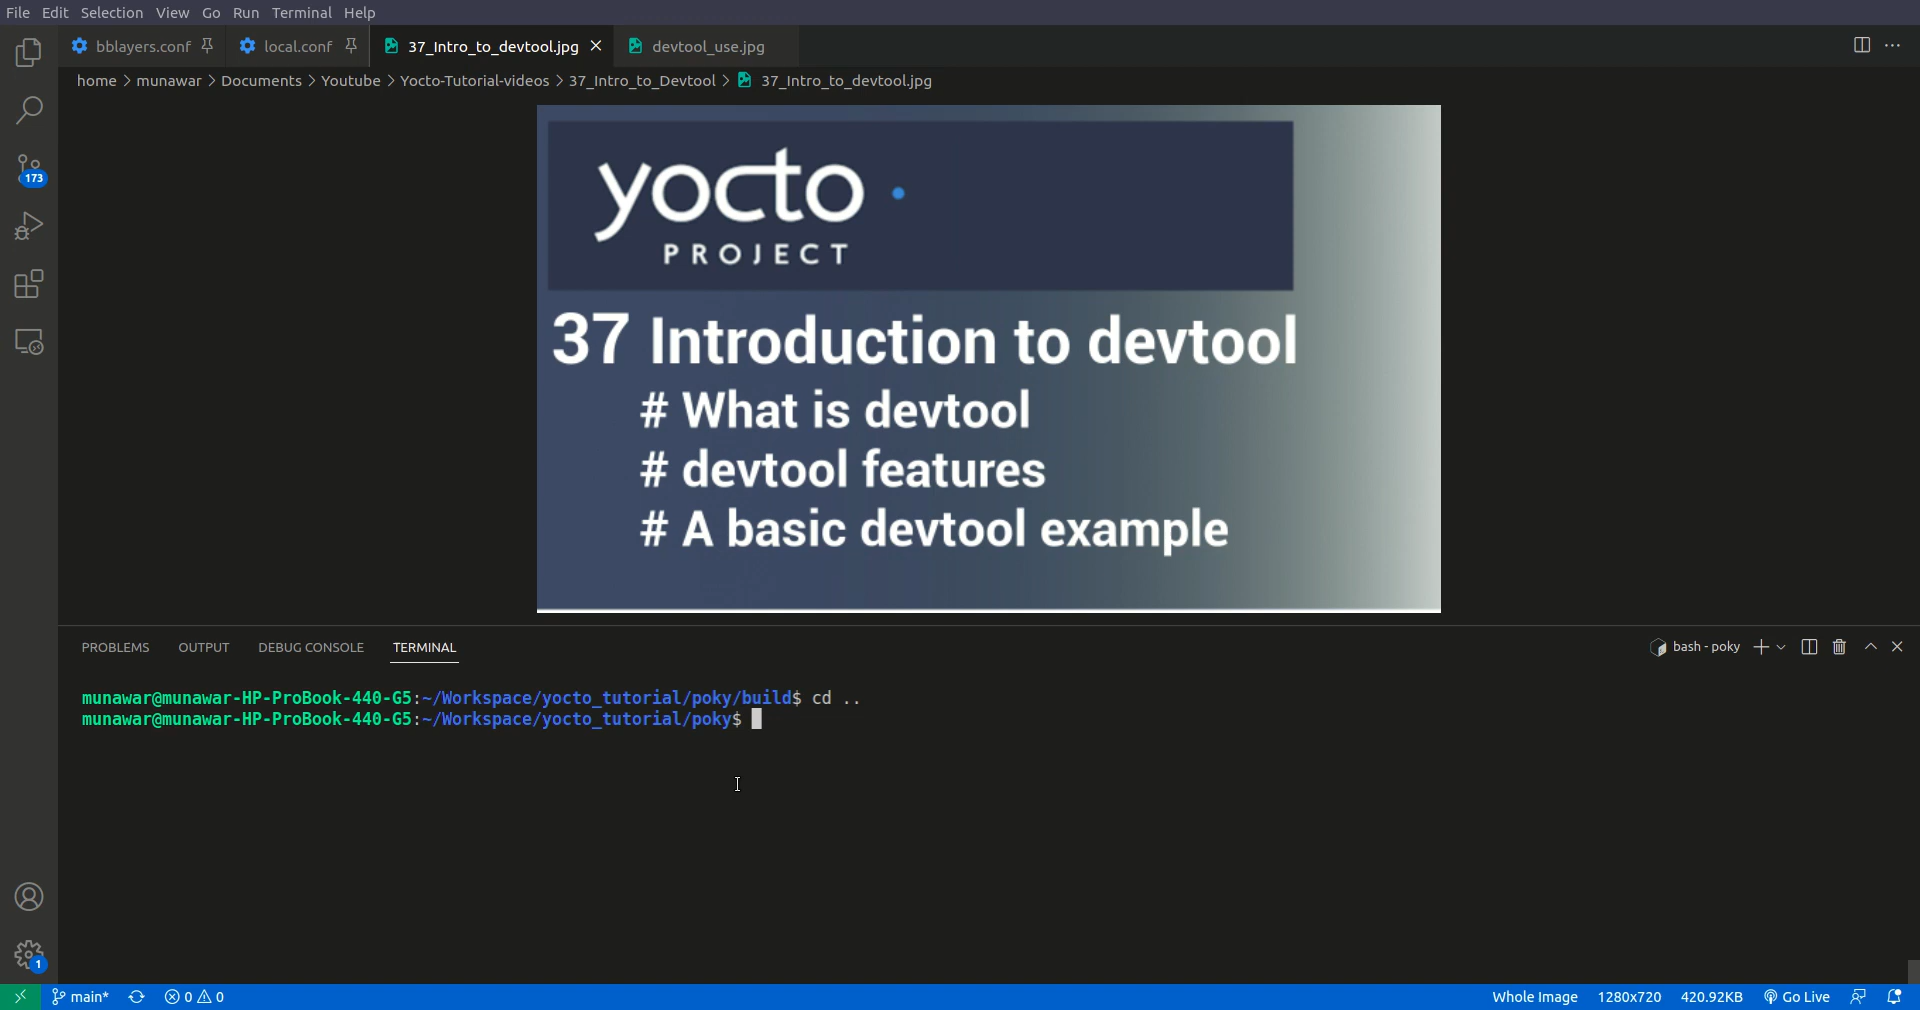 File Edit Selection View Go Run Terminal Help
bblayers.conf local.conf 37_Intro_to_devtool.jpg devtool_use.jpg
home > munawar > Documents > Youtube > Yocto-Tutorial-videos > 37_Intro_to_Devtool > 37_Intro_to_devtool.jpg
173
yocto
PROJECT
37 Introduction to devtool
# What is devtool
# devtool features
# A basic devtool example
PROBLEMS OUTPUT DEBUG CONSOLE TERMINAL bash - poky
munawar@munawar-HP-ProBook-440-G5:~/Workspace/yocto_tutorial/poky/build$ cd ..
munawar@munawar-HP-ProBook-440-G5:~/Workspace/yocto_tutorial/poky$
1
main* 0 0 Whole Image 1280x720 420.92KB Go Live